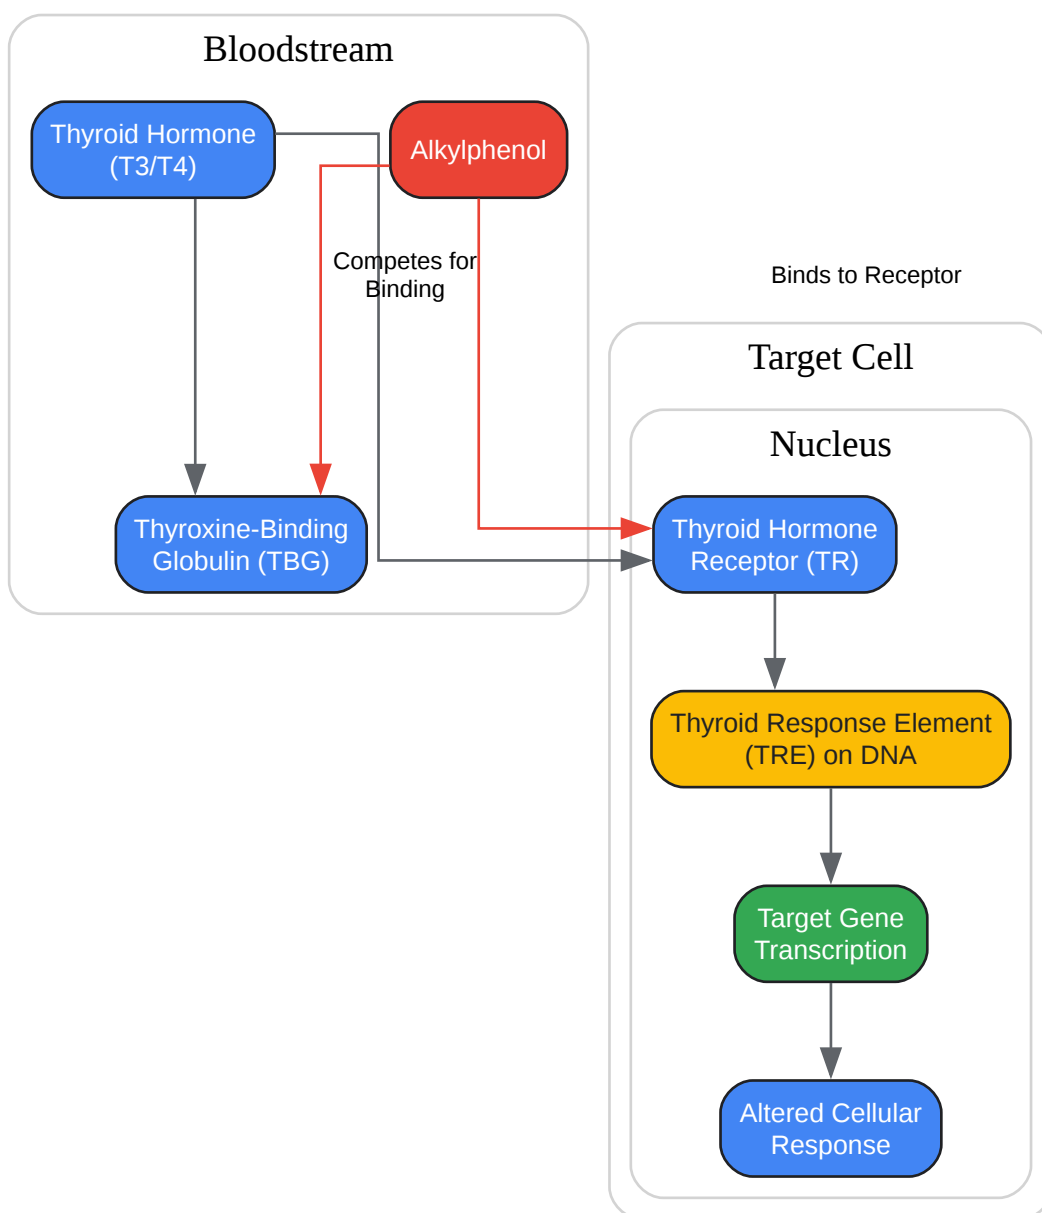 Bloodstream
Thyroid Hormone
(T3/T4)
Alkylphenol
Competes for
Binding
Binds to Receptor
Target Cell
Nucleus
Thyroxine-Binding
Globulin (TBG)
Thyroid Hormone
Receptor (TR)
Thyroid Response Element
(TRE) on DNA
Target Gene
Transcription
Altered Cellular
Response